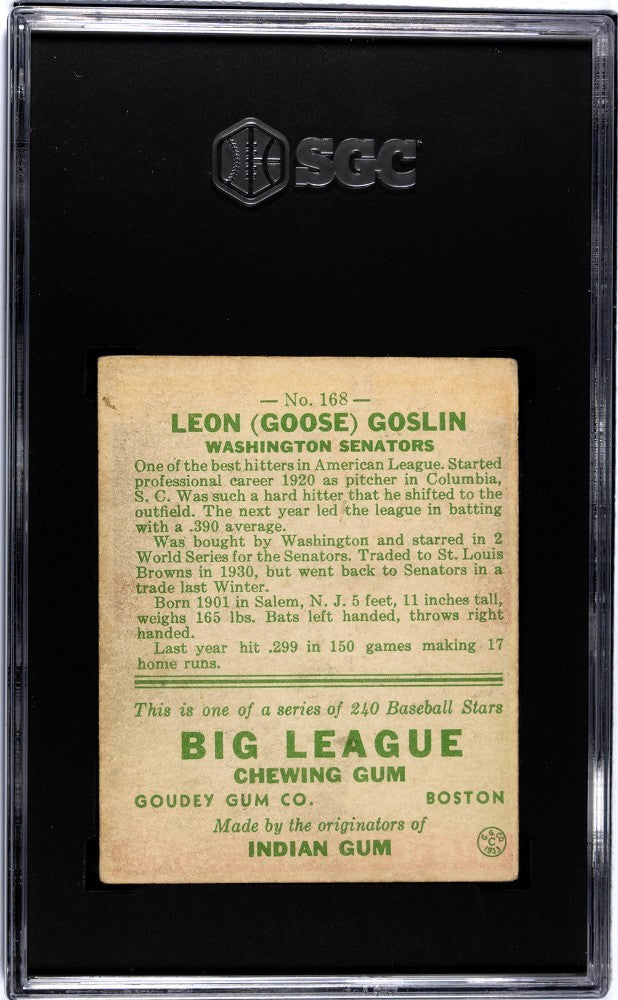 SGC
— No. 168 —
LEON (GOOSE) GOSLIN
WASHINGTON SENATORS
One of the best hitters in American League. Started
professional career 1920 as pitcher in Columbia,
S. C. Was such a hard hitter that he shifted to the
outfield. The next year led the league in batting
with a .390 average.
Was bought by Washington and starred in 2
World Series for the Senators. Traded to St. Louis
Browns in 1930, but went back to Senators in a
trade last Winter.
Born 1901 in Salem, N. J. 5 feet, 11 inches tall,
weighs 165 lbs. Bats left handed, throws right
handed.
Last year hit .299 in 150 games making 17
home runs.
This is one of a series of 240 Baseball Stars
BIG LEAGUE
CHEWING GUM
GOUDEY GUM CO. BOSTON
Made by the originators of
INDIAN GUM
G. G. CO.
C
1933